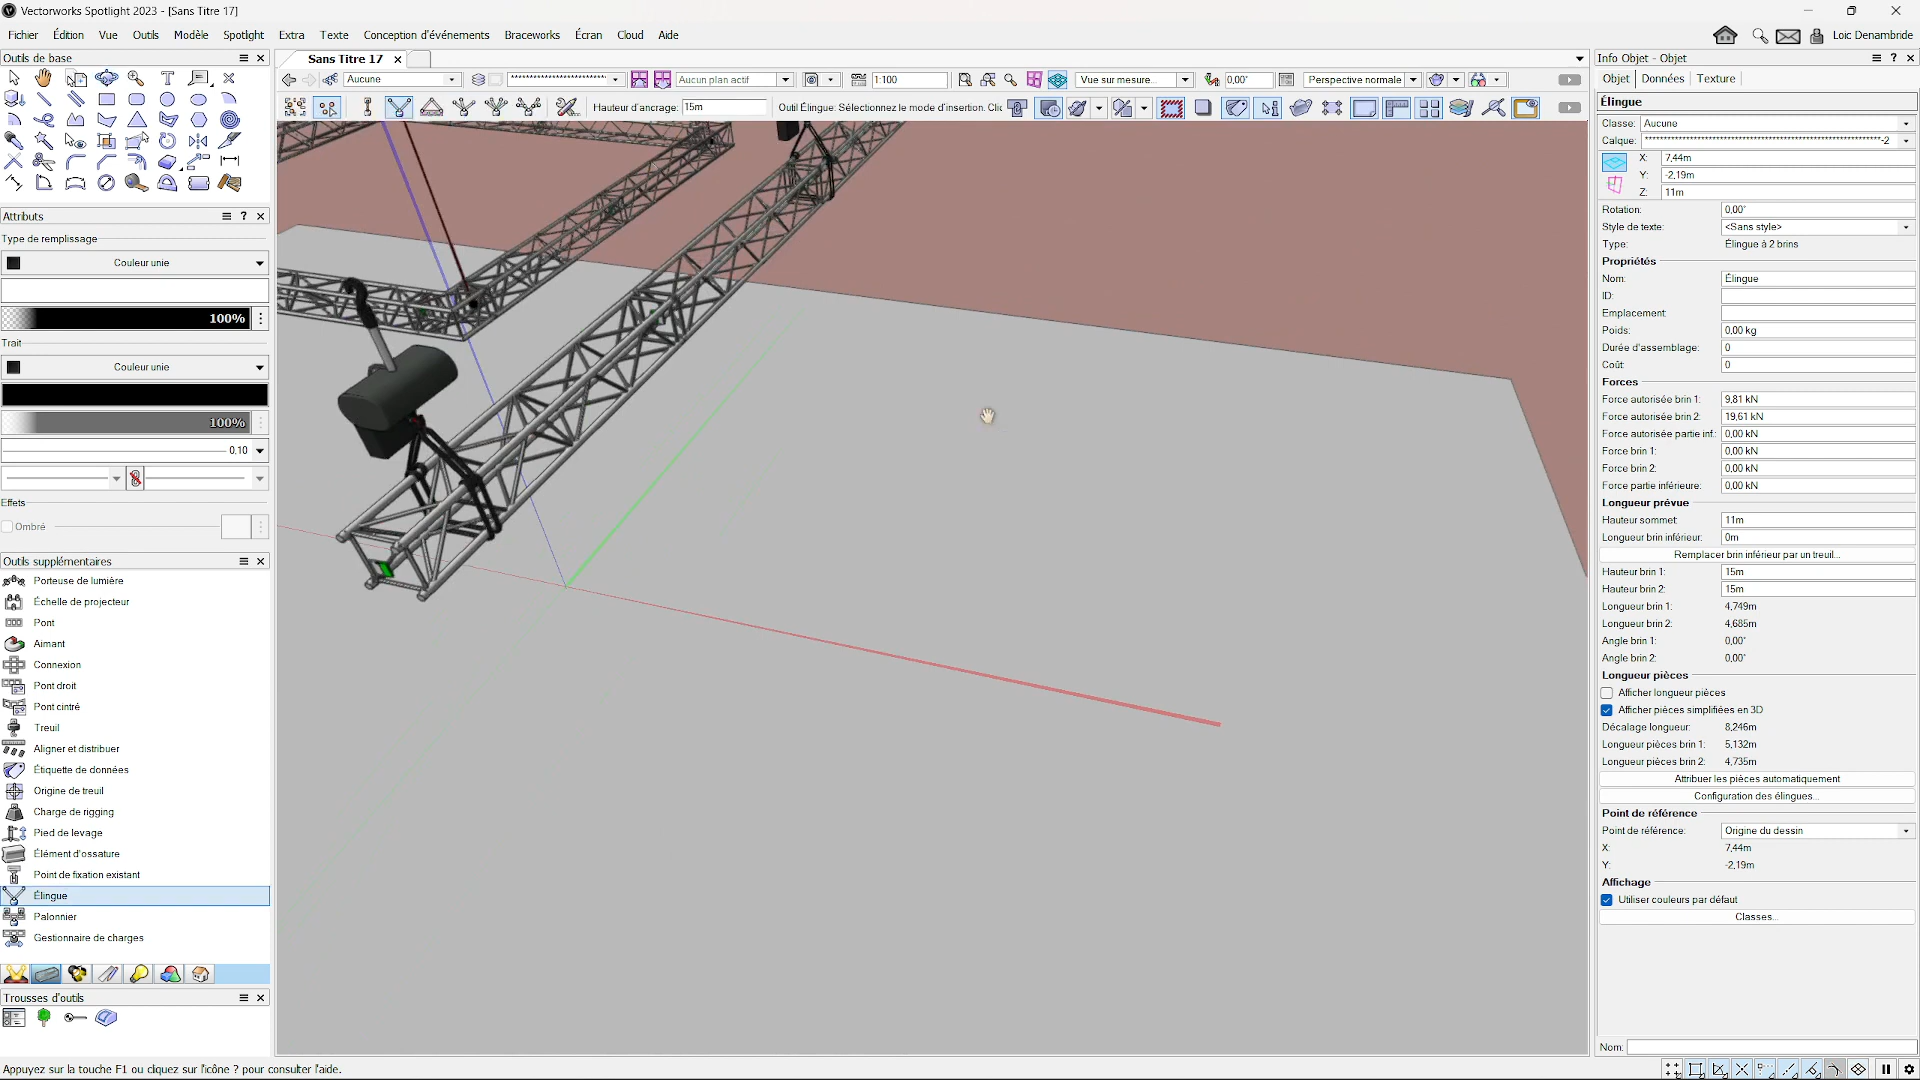 Vectorworks Spotlight 2023 - [Sans Titre 17]
Fichier Édition Vue Outils Modèle Spotlight Extra Texte Conception d'événements Braceworks Écran Cloud Aide
Loic Denambride
Outils de base
Sans Titre 17
Info Objet - Objet
Aucune
**************************
Aucun plan actif
1:100
Vue sur mesure...
0,00°
Perspective normale
Objet Données Texture
Hauteur d'ancrage: 15m
Outil Élingue: Sélectionnez le mode d'insertion. Clic
Élingue
Classe: Aucune
Calque: **************************************************************************-2
X: 7,44m
Y: -2,19m
Z: 11m
Rotation: 0,00°
Style de texte: <Sans style>
Type: Élingue à 2 brins
Propriétés
Nom: Élingue
ID:
Emplacement:
Poids: 0,00 kg
Durée d'assemblage: 0
Coût: 0
Forces
Force autorisée brin 1: 9,81 kN
Force autorisée brin 2: 19,61 kN
Force autorisée partie inf.: 0,00 kN
Force brin 1: 0,00 kN
Force brin 2: 0,00 kN
Force partie inférieure: 0,00 kN
Longueur prévue
Hauteur sommet: 11m
Longueur brin inférieur: 0m
Remplacer brin inférieur par un treuil...
Hauteur brin 1: 15m
Hauteur brin 2: 15m
Longueur brin 1: 4,749m
Longueur brin 2: 4,685m
Angle brin 1: 0,00°
Angle brin 2: 0,00°
Longueur pièces
Afficher longueur pièces
Afficher pièces simplifiées en 3D
Décalage longueur: 8,246m
Longueur pièces brin 1: 5,132m
Longueur pièces brin 2: 4,735m
Attribuer les pièces automatiquement
Configuration des élingues...
Point de référence
Point de référence: Origine du dessin
X: 7,44m
Y: -2,19m
Affichage
Utiliser couleurs par défaut
Classes...
Nom:
Attributs
Type de remplissage
Couleur unie
100%
Trait
Couleur unie
100%
0.10
Effets
Ombré
Outils supplémentaires
Porteuse de lumière
Échelle de projecteur
Pont
Aimant
Connexion
Pont droit
Pont cintré
Treuil
Aligner et distribuer
Étiquette de données
Origine de treuil
Charge de rigging
Pied de levage
Élément d'ossature
Point de fixation existant
Élingue
Palonnier
Gestionnaire de charges
Trousses d'outils
Appuyez sur la touche F1 ou cliquez sur l'icône ? pour consulter l'aide.